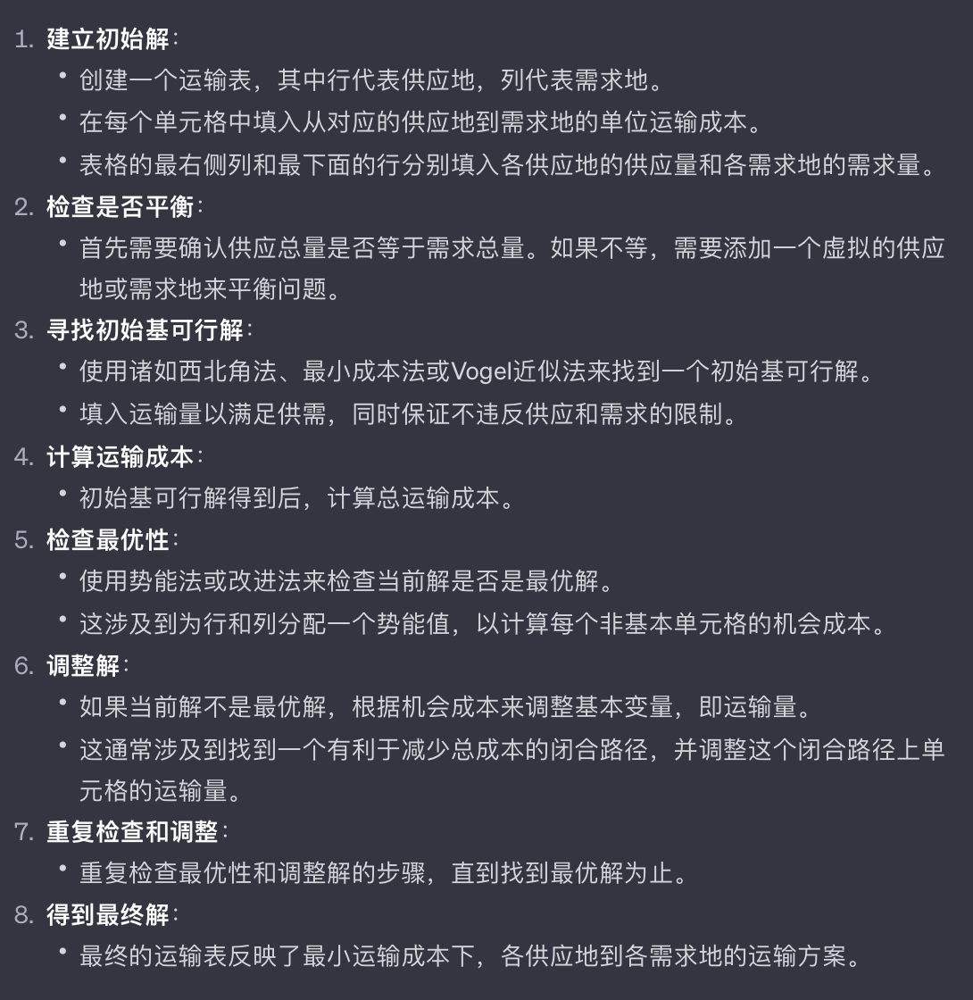 1. 建立初始解：
• 创建一个运输表，其中行代表供应地，列代表需求地。
• 在每个单元格中填入从对应的供应地到需求地的单位运输成本。
• 表格的最右侧列和最下面的行分别填入各供应地的供应量和各需求地的需求量。
2. 检查是否平衡：
• 首先需要确认供应总量是否等于需求总量。如果不等，需要添加一个虚拟的供应
地或需求地来平衡问题。
3. 寻找初始基可行解：
• 使用诸如西北角法、最小成本法或Vogel近似法来找到一个初始基可行解。
• 填入运输量以满足供需，同时保证不违反供应和需求的限制。
4. 计算运输成本：
• 初始基可行解得到后，计算总运输成本。
5. 检查最优性：
• 使用势能法或改进法来检查当前解是否是最优解。
• 这涉及到为行和列分配一个势能值，以计算每个非基本单元格的机会成本。
6. 调整解：
• 如果当前解不是最优解，根据机会成本来调整基本变量，即运输量。
• 这通常涉及到找到一个有利于减少总成本的闭合路径，并调整这个闭合路径上单
元格的运输量。
7. 重复检查和调整：
• 重复检查最优性和调整解的步骤，直到找到最优解为止。
8. 得到最终解：
• 最终的运输表反映了最小运输成本下，各供应地到各需求地的运输方案。